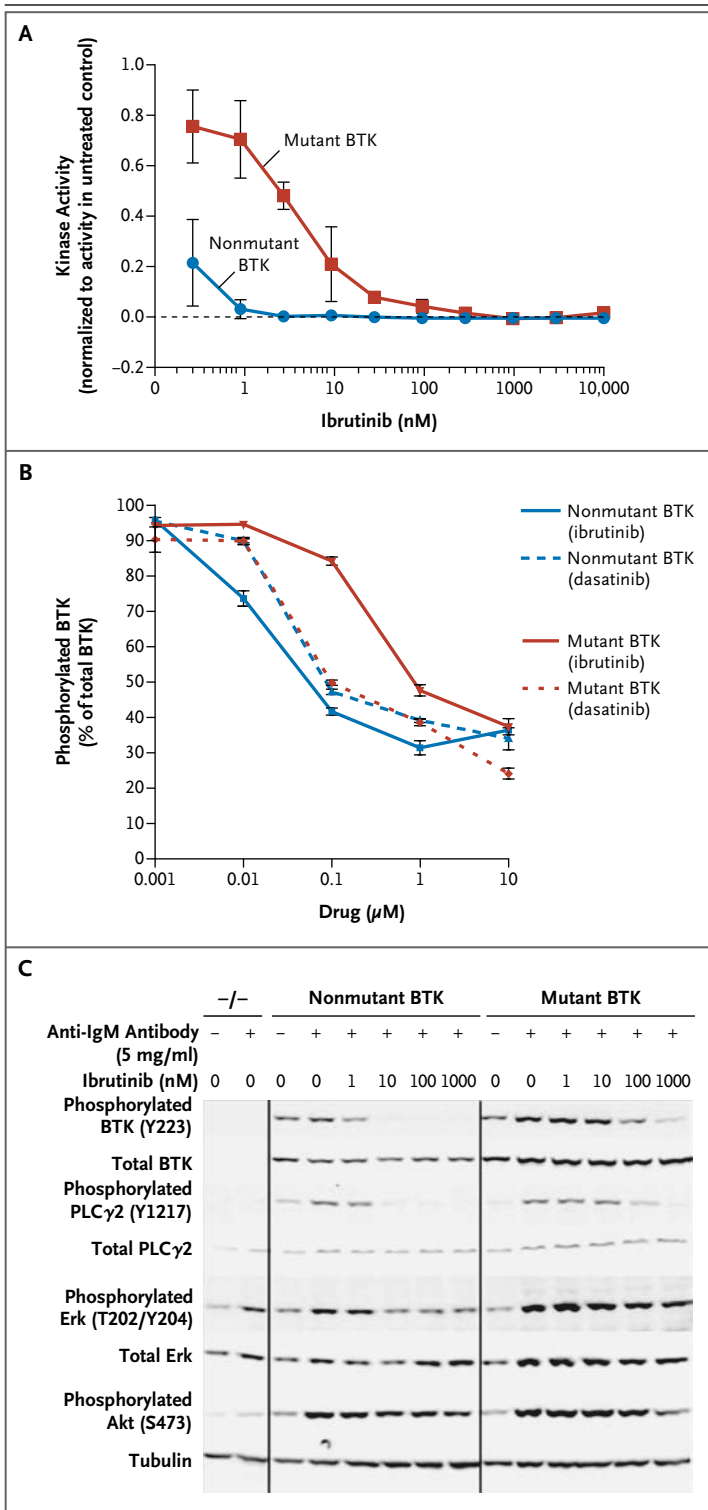 A
Kinase Activity
(normalized to activity in untreated control)
1.0
0.8
0.6
0.4
0.2
0.0
−0.2
Mutant BTK
Nonmutant
BTK
0 1 10 100 1000 10,000
Ibrutinib (nM)
B
Phosphorylated BTK
(% of total BTK)
100
90
80
70
60
50
40
30
20
10
0
0.001 0.01 0.1 1 10
Drug (µM)
Nonmutant BTK
(ibrutinib)
Nonmutant BTK
(dasatinib)
Mutant BTK
(ibrutinib)
Mutant BTK
(dasatinib)
C
−/− Nonmutant BTK Mutant BTK
Anti-IgM Antibody
(5 mg/ml)
− + − + + + + + − + + + + +
Ibrutinib (nM) 0 0 0 0 1 10 100 1000 0 0 1 10 100 1000
Phosphorylated
BTK (Y223)
Total BTK
Phosphorylated
PLCγ2 (Y1217)
Total PLCγ2
Phosphorylated
Erk (T202/Y204)
Total Erk
Phosphorylated
Akt (S473)
Tubulin